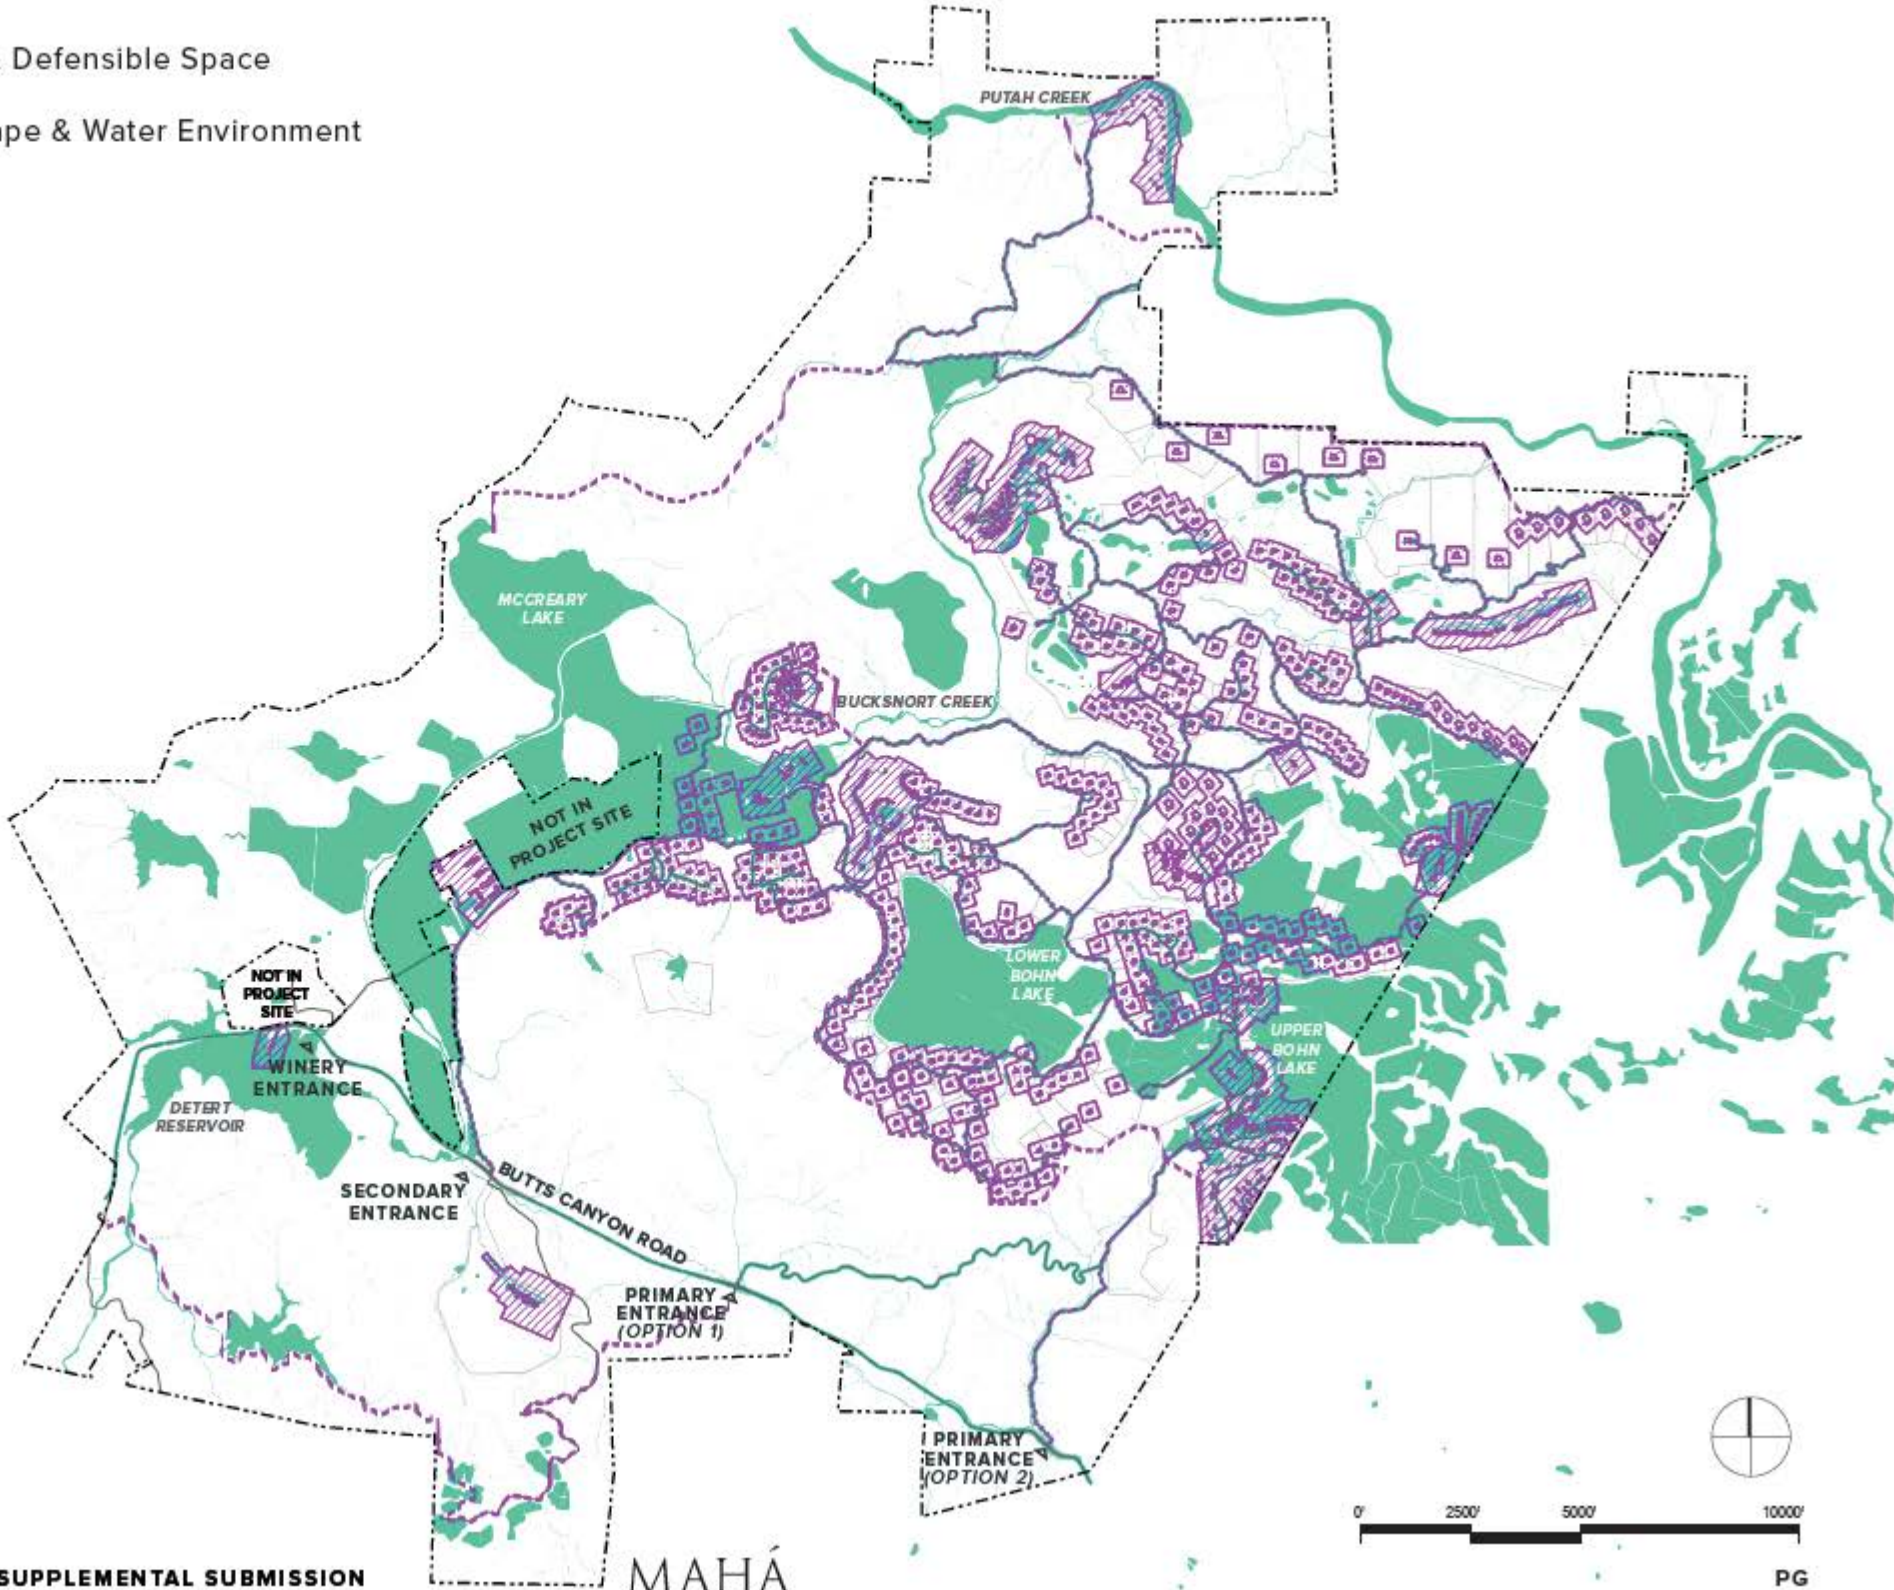 Defensible Space
ape & Water Environment
PUTAH CREEK
MCCREARY
LAKE
BUCKSNORT CREEK
NOT IN
PROJECT SITE
NOT IN
PROJECT
SITE
WINERY
ENTRANCE
DETERT
RESERVOIR
LOWER
BOHN
LAKE
UPPER
BOHN
LAKE
SECONDARY
ENTRANCE
BUTTS CANYON ROAD
PRIMARY
ENTRANCE
(OPTION 1)
PRIMARY
ENTRANCE
(OPTION 2)
0' 2500' 5000' 10000'
SUPPLEMENTAL SUBMISSION
MAHÁ
PG